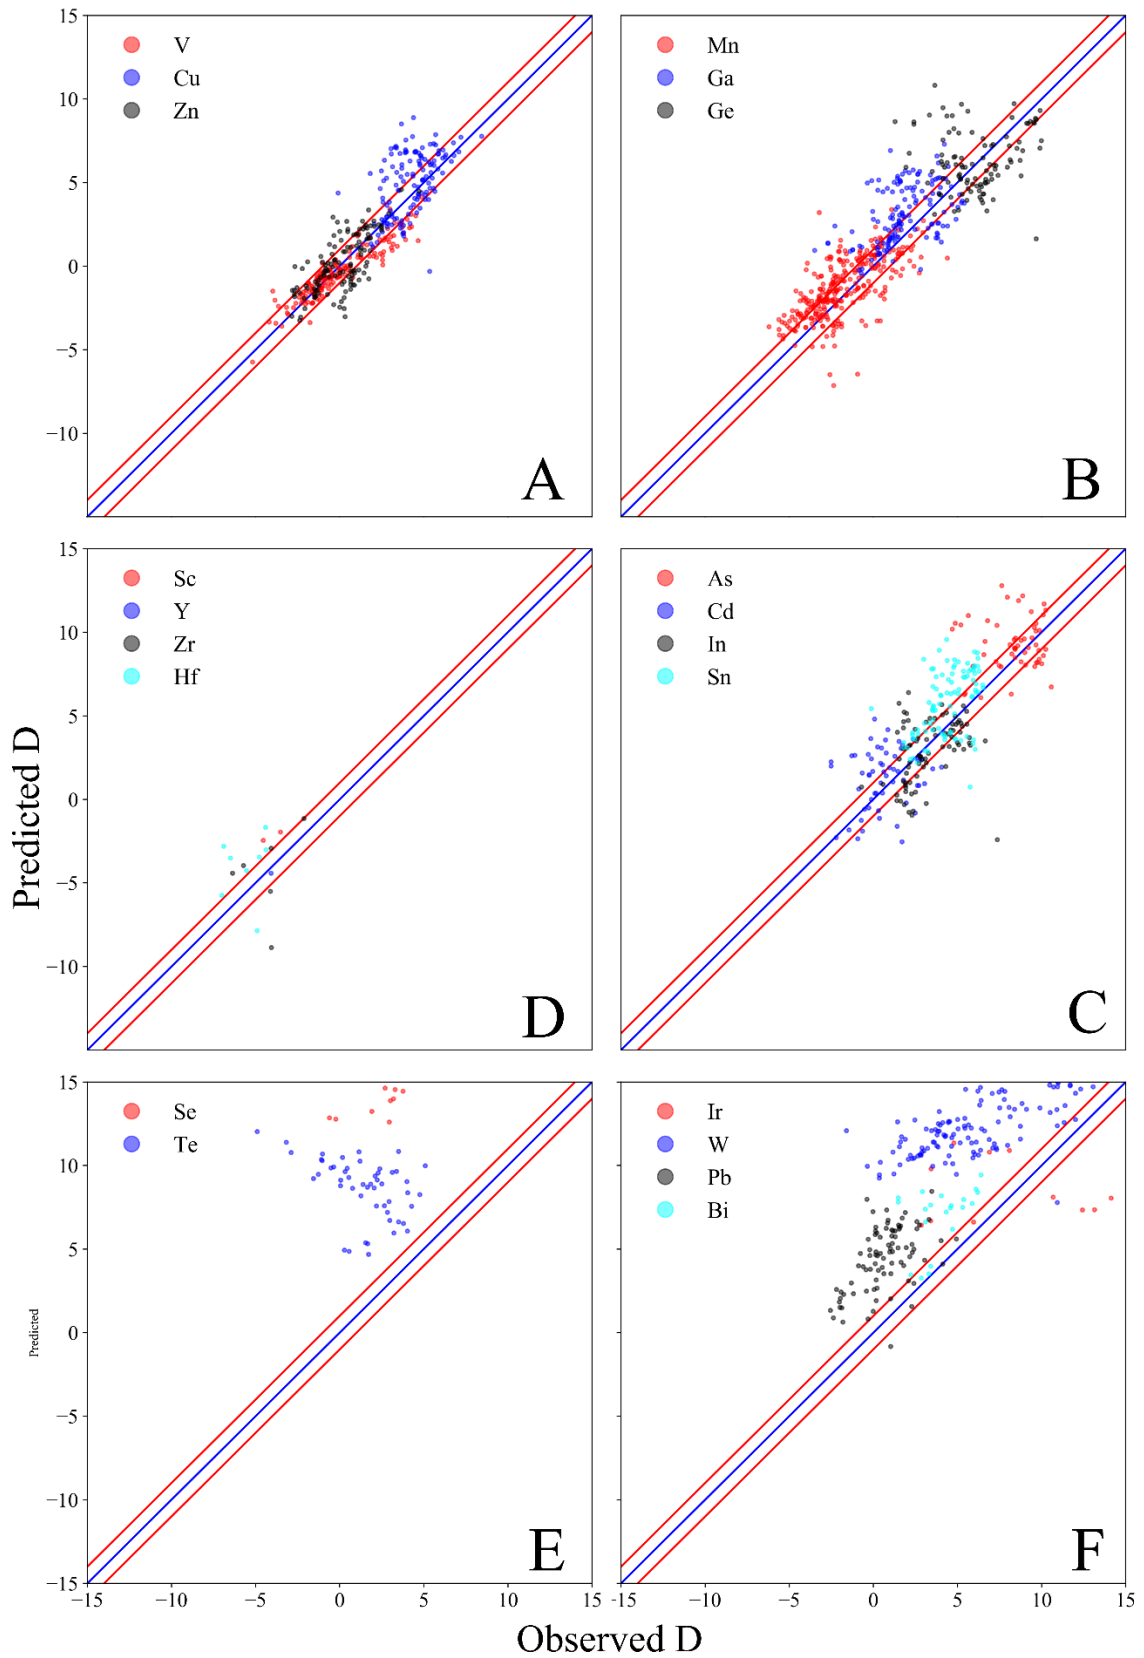 15
10
5
0
−5
−10
V
Cu
Zn
A
Mn
Ga
Ge
B
15
10
5
0
−5
−10
Sc
Y
Zr
Hf
D
As
Cd
In
Sn
C
Predicted D
15
10
5
0
−5
−10
−15
Predicted
Se
Te
E
Ir
W
Pb
Bi
F
−15 −10 −5 0 5 10 15
-15 −10 −5 0 5 10 15
Observed D